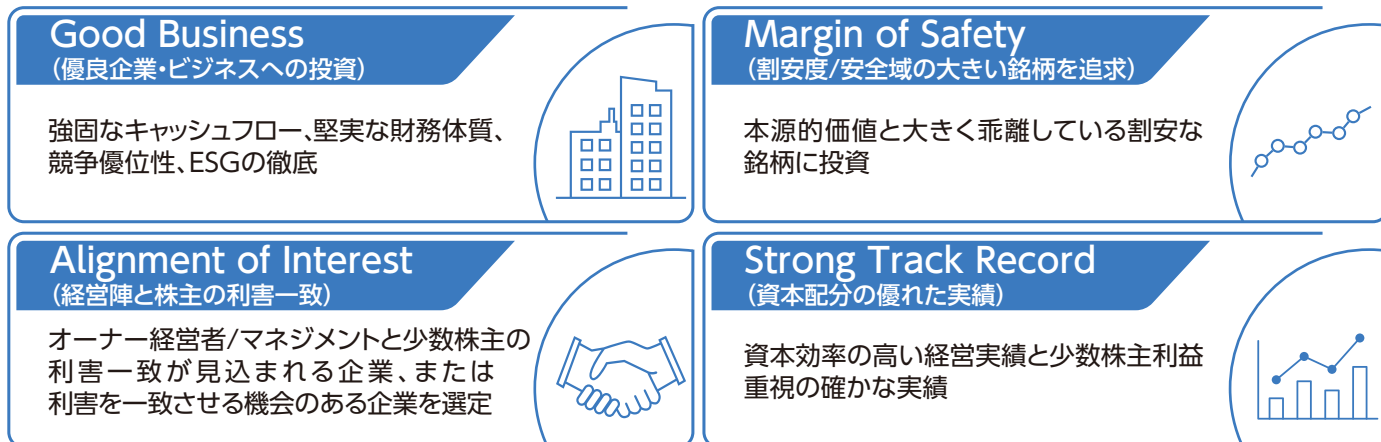 Good Business
(優良企業・ビジネスへの投資)
強固なキャッシュフロー、堅実な財務体質、
競争優位性、ESGの徹底
Margin of Safety
(割安度/安全域の大きい銘柄を追求)
本源的価値と大きく乖離している割安な
銘柄に投資
Alignment of Interest
(経営陣と株主の利害一致)
オーナー経営者/マネジメントと少数株主の
利害一致が見込まれる企業、または
利害を一致させる機会のある企業を選定
Strong Track Record
(資本配分の優れた実績)
資本効率の高い経営実績と少数株主利益
重視の確かな実績